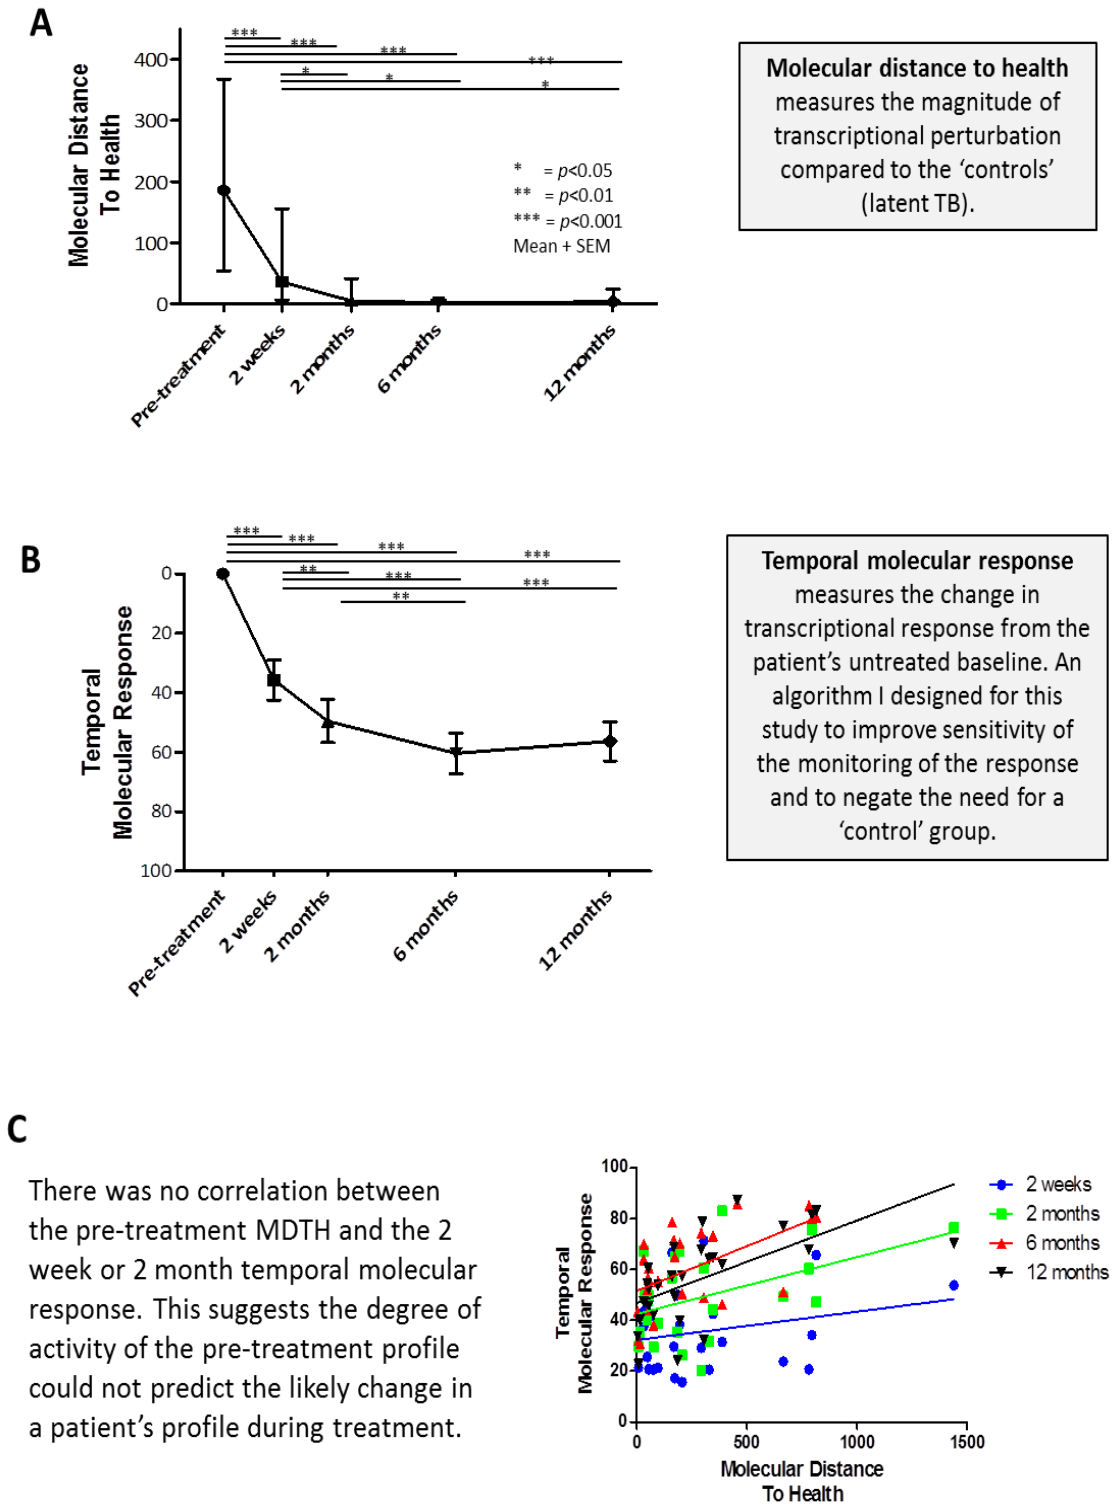 A
Molecular Distance
To Health
400
300
200
100
0
***
***
***
***
*
*
*
* = p<0.05
** = p<0.01
*** = p<0.001
Mean + SEM
Pre-treatment
2 weeks
2 months
6 months
12 months
Molecular distance to health
measures the magnitude of
transcriptional perturbation
compared to the ‘controls’
(latent TB).
B
Temporal
Molecular Response
0
20
40
60
80
100
***
***
***
***
**
***
***
**
Pre-treatment
2 weeks
2 months
6 months
12 months
Temporal molecular response
measures the change in
transcriptional response from the
patient’s untreated baseline. An
algorithm I designed for this
study to improve sensitivity of
the monitoring of the response
and to negate the need for a
‘control’ group.
C
There was no correlation between
the pre-treatment MDTH and the 2
week or 2 month temporal molecular
response. This suggests the degree of
activity of the pre-treatment profile
could not predict the likely change in
a patient’s profile during treatment.
Temporal
Molecular Response
100
80
60
40
20
0
0
500
1000
1500
Molecular Distance
To Health
2 weeks
2 months
6 months
12 months